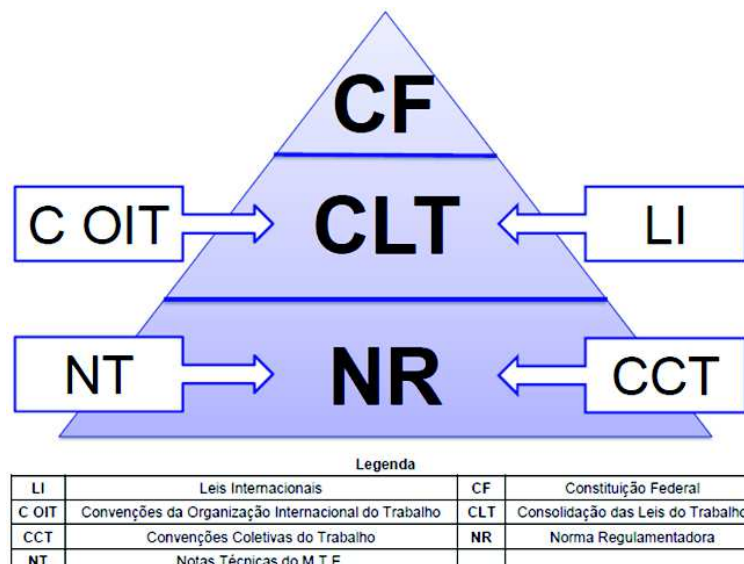 CF
C OIT
CLT
LI
NT
NR
CCT
Legenda
LI Leis Internacionais CF Constituição Federal
C OIT Convenções da Organização Internacional do Trabalho CLT Consolidação das Leis do Trabalho
CCT Convenções Coletivas do Trabalho NR Norma Regulamentadora
NT Notas Técnicas do M.T.E